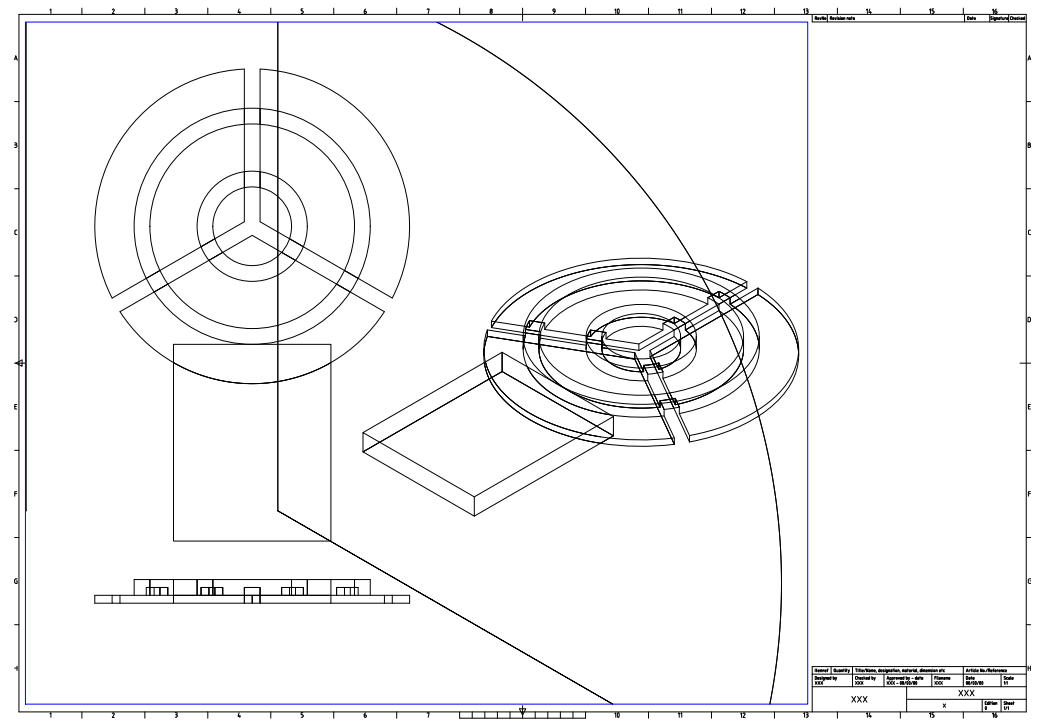 1 2 3 4 5 6 7 8 9 10 11 12 13 14 15 16
RevNo Revision note Date Signature Checked
A A
B B
C C
D D
E E
F F
G G
H H
Itemref Quantity Title/Name, designation, material, dimension etc Article No./Reference
Designed by Checked by Approved by - date Filename Date Scale
XXX XXX XXX - 00/00/00 XXX 00/00/00 1:1
XXX XXX
X Edition Sheet
0 1/1
1 2 3 4 5 6 7 10 11 12 13 14 15 16